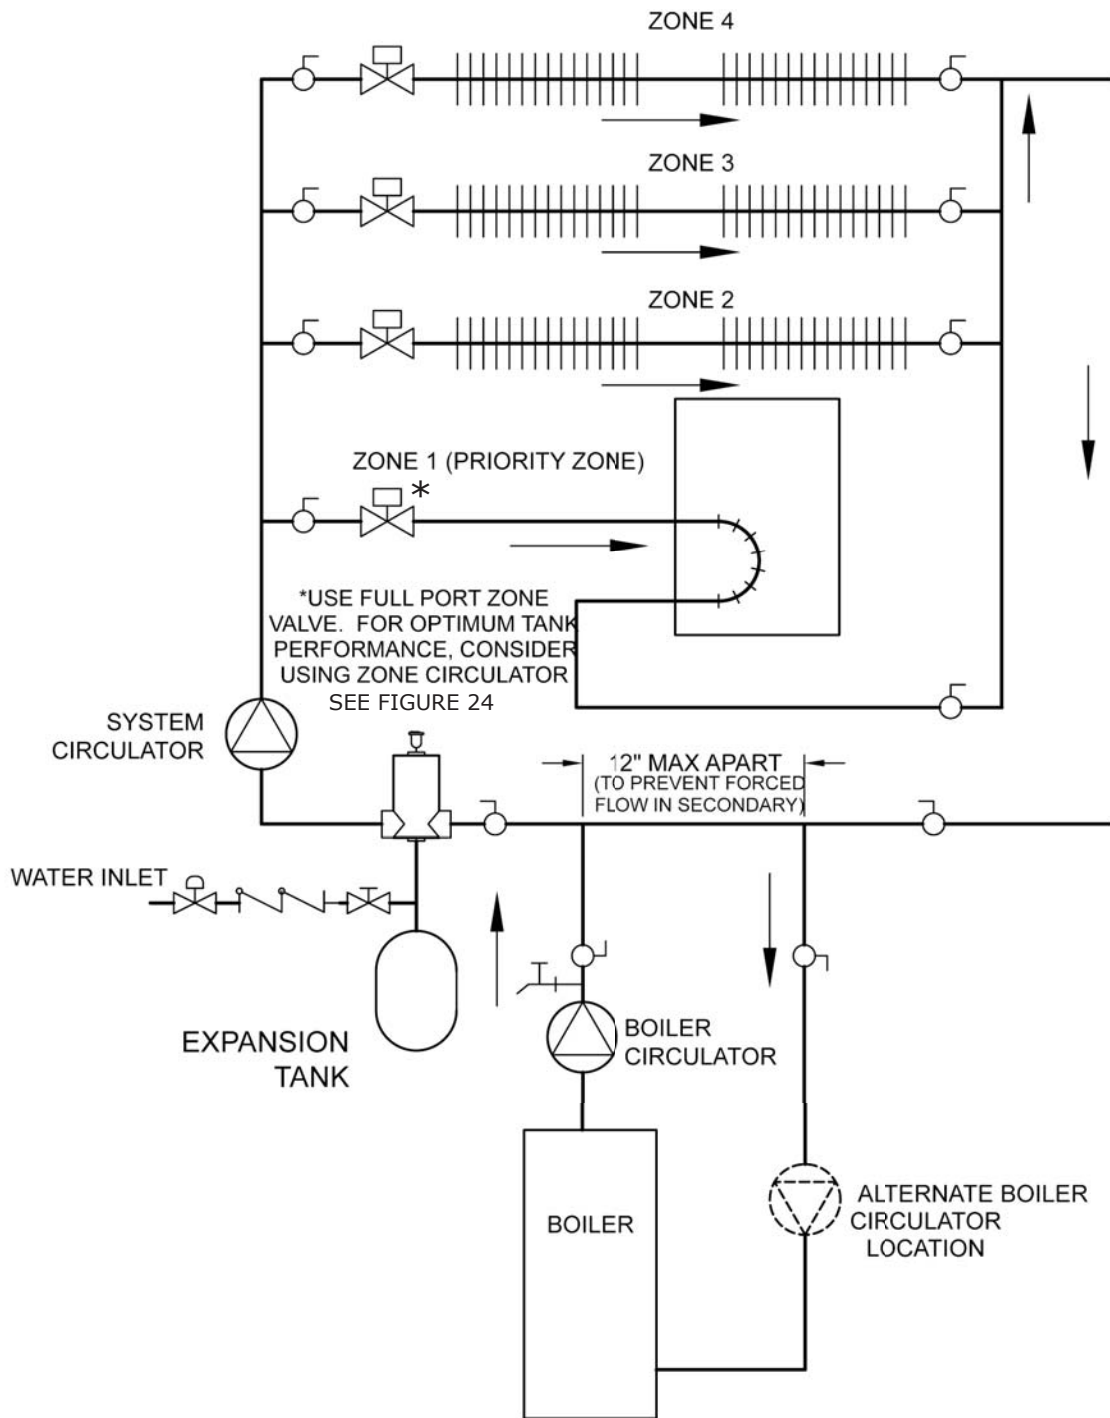 ZONE 4
ZONE 3
ZONE 2
ZONE 1 (PRIORITY ZONE)
*
*USE FULL PORT ZONE
VALVE. FOR OPTIMUM TANK
PERFORMANCE, CONSIDER
USING ZONE CIRCULATOR
SEE FIGURE 24
SYSTEM
CIRCULATOR
12" MAX APART
(TO PREVENT FORCED
FLOW IN SECONDARY)
WATER INLET
EXPANSION
TANK
BOILER
CIRCULATOR
BOILER
ALTERNATE BOILER
CIRCULATOR
LOCATION